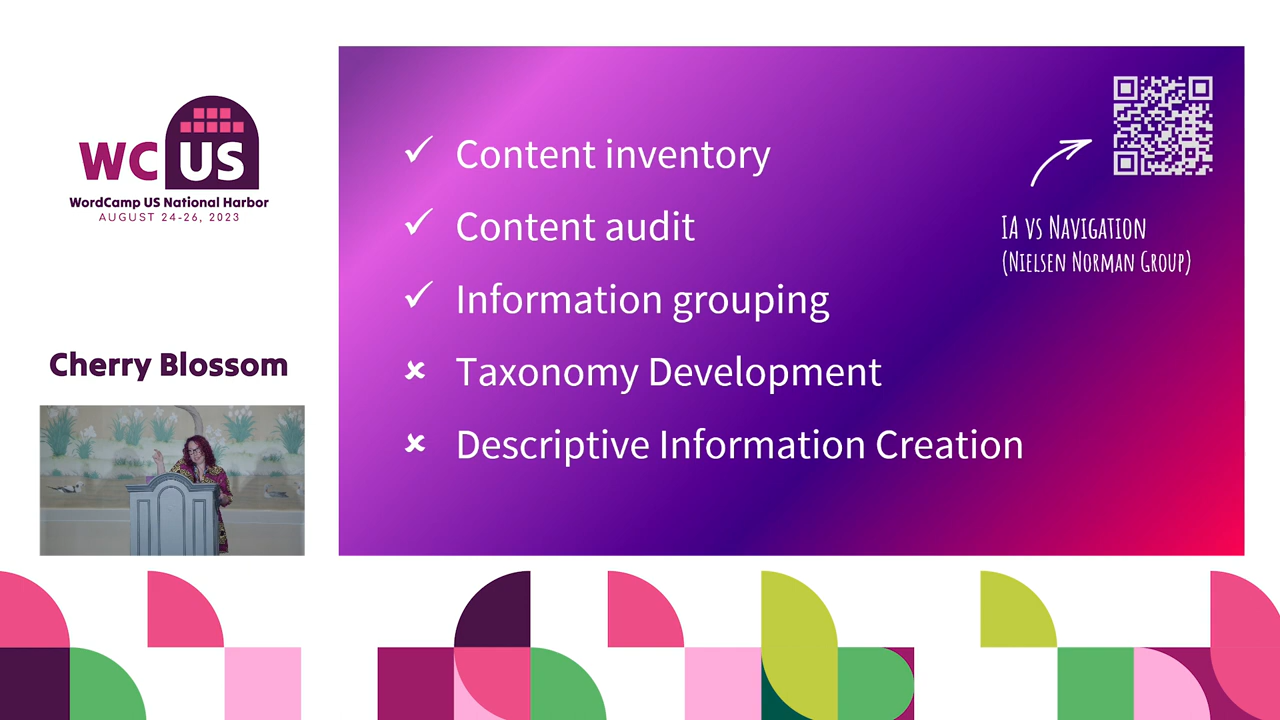 WC US
WordCamp US National Harbor
AUGUST 24-26, 2023
Cherry Blossom
✓ Content inventory
✓ Content audit
✓ Information grouping
✘ Taxonomy Development
✘ Descriptive Information Creation
IA vs Navigation
(Nielsen Norman Group)